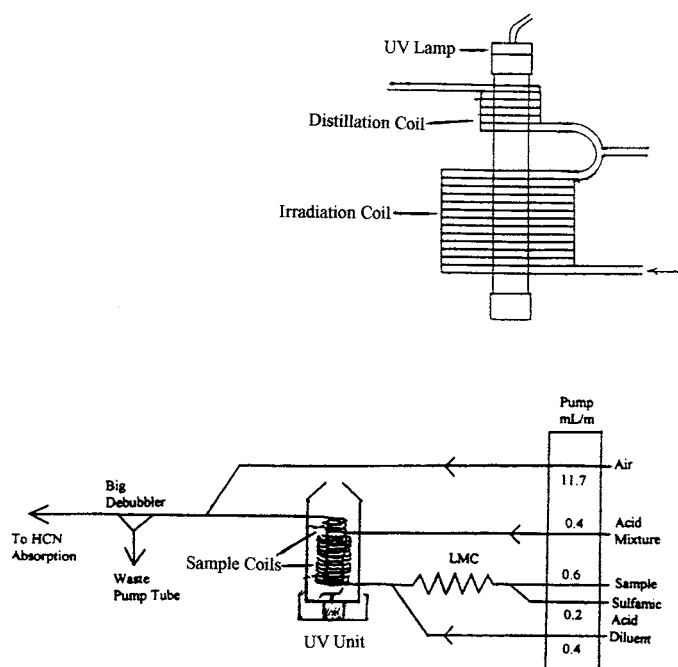 UV Lamp
Distillation Coil
Irradiation Coil
Pump
mL/m
Air
11.7
Big
Debubbler
0.4
Acid
Mixture
To HCN
Absorption
Sample Coils
LMC
0.6
Sample
Waste
Pump Tube
Sulfamic
Acid
0.2
Diluent
0.4
UV Unit